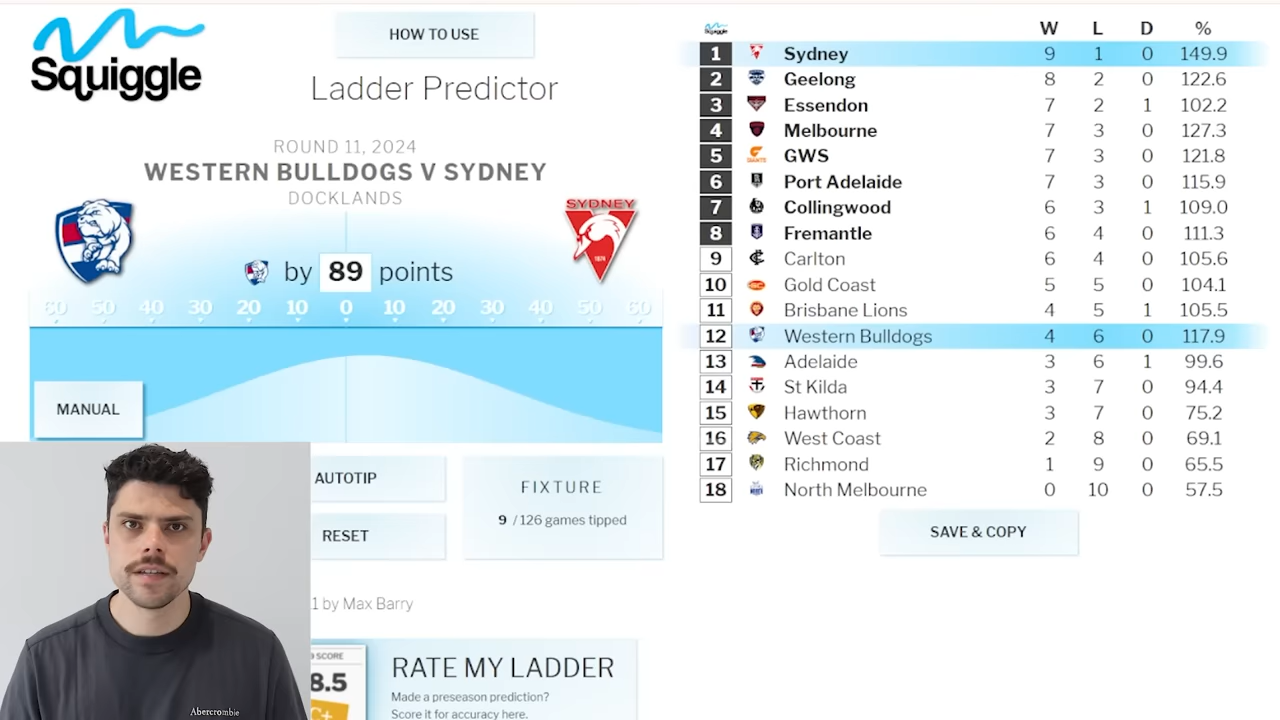 Squiggle
HOW TO USE
Ladder Predictor
ROUND 11, 2024
WESTERN BULLDOGS V SYDNEY
DOCKLANDS
SYDNEY
by 89 points
60 50 40 30 20 10 0 10 20 30 40 50 60
MANUAL
AUTOTIP
RESET
FIXTURE
9 / 126 games tipped
1 by Max Barry
SCORE
8.5
C+
RATE MY LADDER
Made a preseason prediction?
Score it for accuracy here.
Abercrombie
Squiggle W L D %
1 Sydney 9 1 0 149.9
2 Geelong 8 2 0 122.6
3 Essendon 7 2 1 102.2
4 Melbourne 7 3 0 127.3
5 GWS 7 3 0 121.8
6 Port Adelaide 7 3 0 115.9
7 Collingwood 6 3 1 109.0
8 Fremantle 6 4 0 111.3
9 Carlton 6 4 0 105.6
10 Gold Coast 5 5 0 104.1
11 Brisbane Lions 4 5 1 105.5
12 Western Bulldogs 4 6 0 117.9
13 Adelaide 3 6 1 99.6
14 St Kilda 3 7 0 94.4
15 Hawthorn 3 7 0 75.2
16 West Coast 2 8 0 69.1
17 Richmond 1 9 0 65.5
18 North Melbourne 0 10 0 57.5
SAVE & COPY